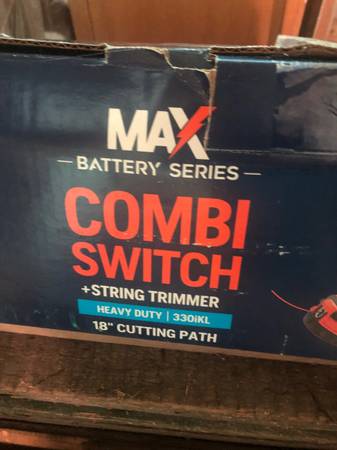 MAX
BATTERY SERIES
COMBI
SWITCH
+STRING TRIMMER
HEAVY DUTY | 330iKL
18" CUTTING PATH